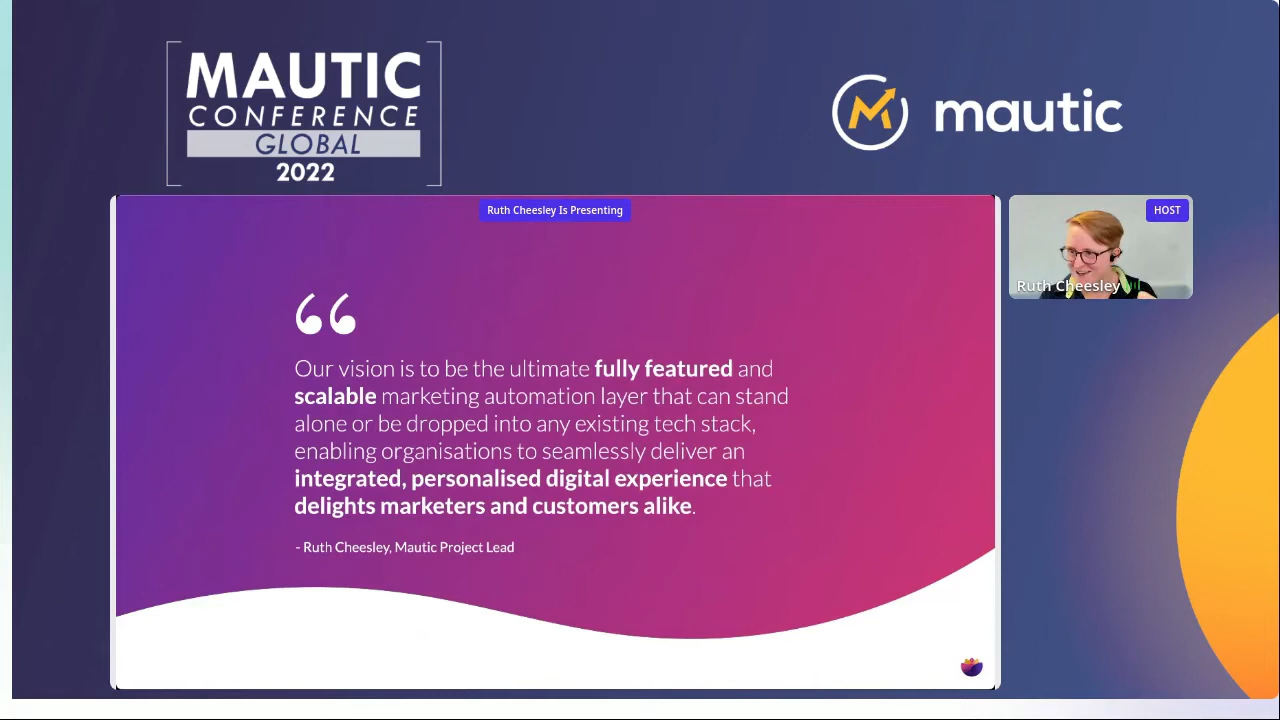 MAUTIC
CONFERENCE
GLOBAL
2022
mautic
Ruth Cheesley Is Presenting
HOST
Ruth Cheesley
“
Our vision is to be the ultimate fully featured and
scalable marketing automation layer that can stand
alone or be dropped into any existing tech stack,
enabling organisations to seamlessly deliver an
integrated, personalised digital experience that
delights marketers and customers alike.
- Ruth Cheesley, Mautic Project Lead